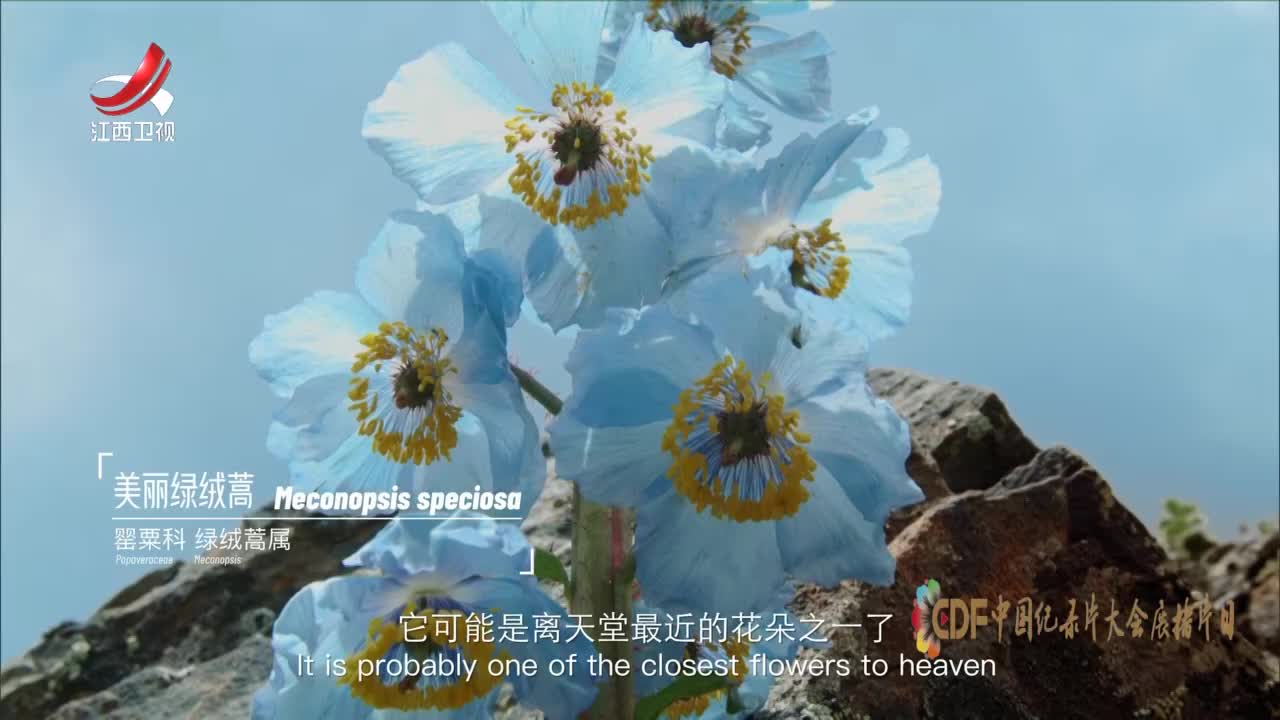 江西卫视
美丽绿绒蒿 Meconopsis speciosa
罂粟科 绿绒蒿属
Papaveraceae Meconopsis
它可能是离天堂最近的花朵之一了
It is probably one of the closest flowers to heaven
CDF中国纪录片大会展播片目